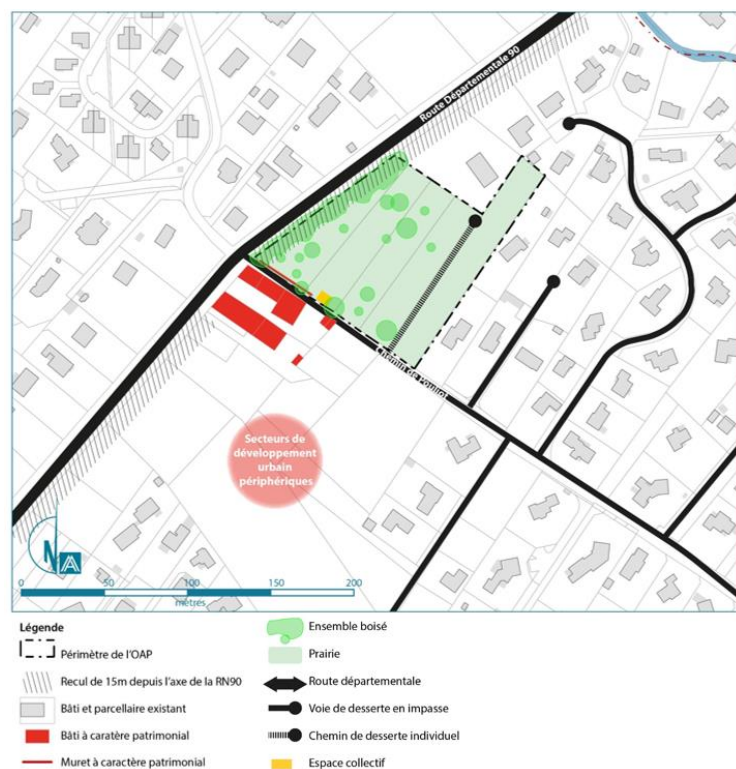 Route Départementale 90
Chemin de Pouliot
Secteurs de
développement
urbain
périphériques
N
0 50 100 150 200
mètres
Légende
Périmètre de l'OAP
Recul de 15m depuis l'axe de la RN90
Bâti et parcellaire existant
Bâti à caratère patrimonial
Muret à caractère patrimonial
Ensemble boisé
Prairie
Route départementale
Voie de desserte en impasse
Chemin de desserte individuel
Espace collectif